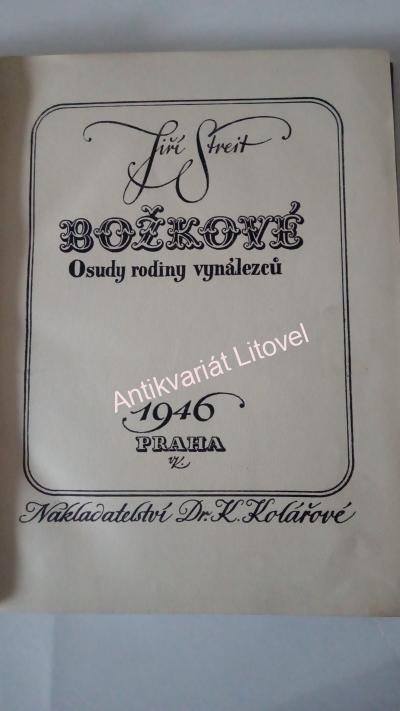 Jiří Streit
BOŽKOVÉ
Osudy rodiny vynálezců
Antikvariát Litovel
1946
PRAHA
Nakladatelství Dr. K. Kolářové